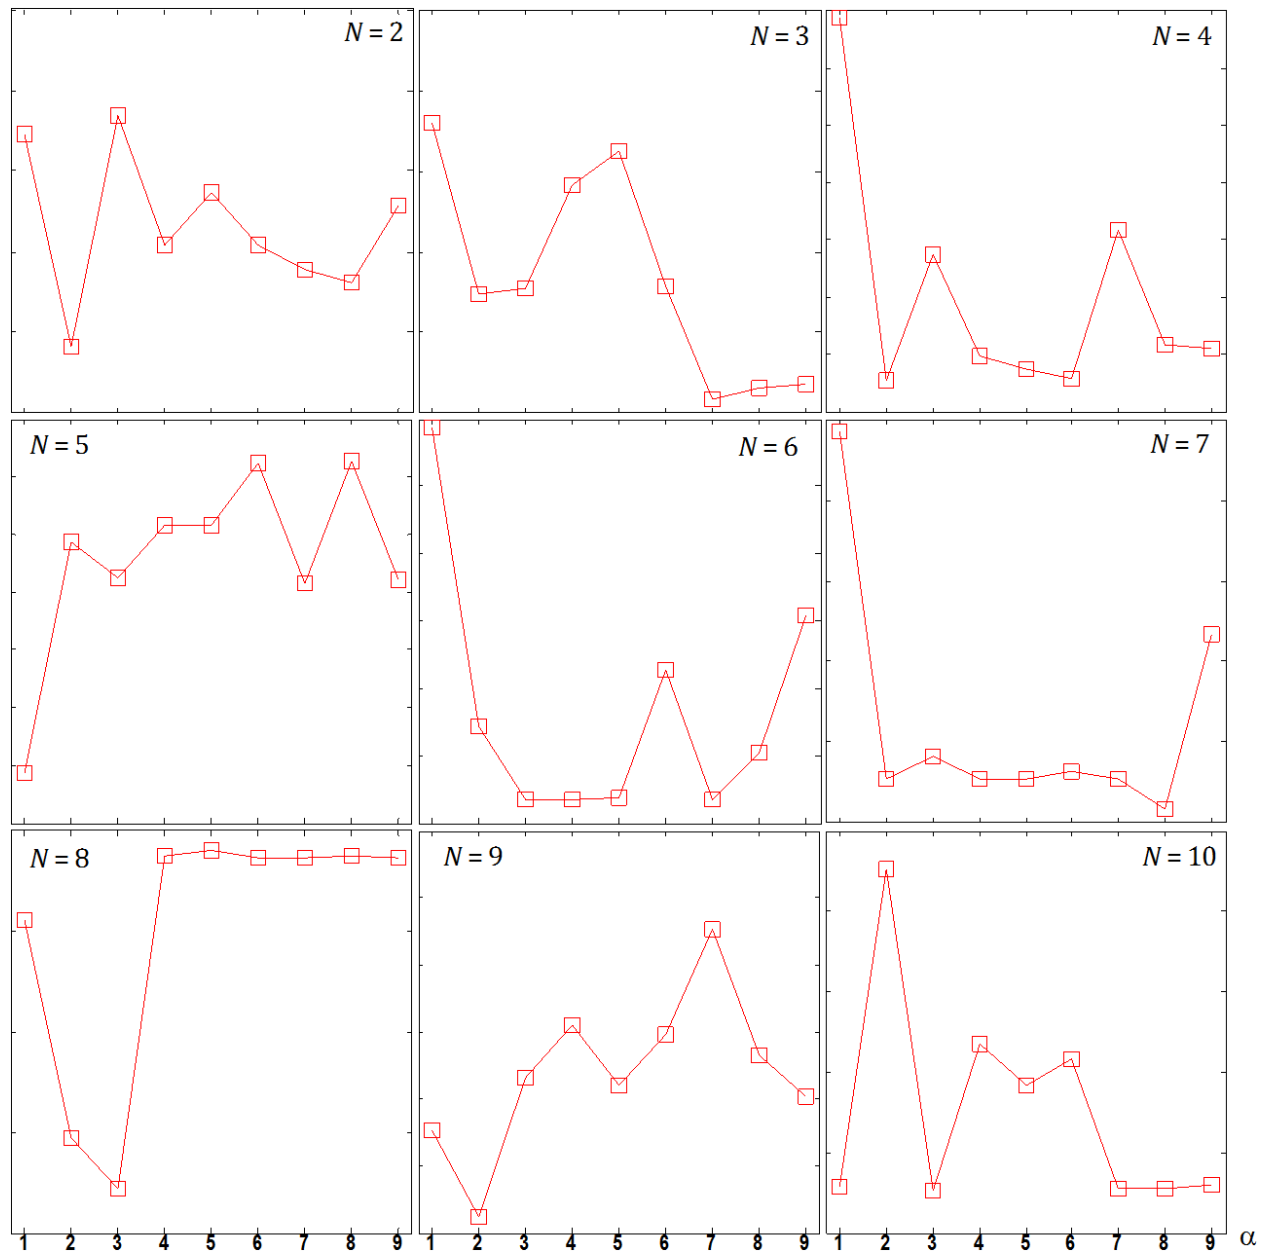 N = 2
N = 3
N = 4
N = 5
N = 6
N = 7
N = 8
N = 9
N = 10
1 2 3 4 5 6 7 8 9 1 2 3 4 5 6 7 8 9 1 2 3 4 5 6 7 8 9 α